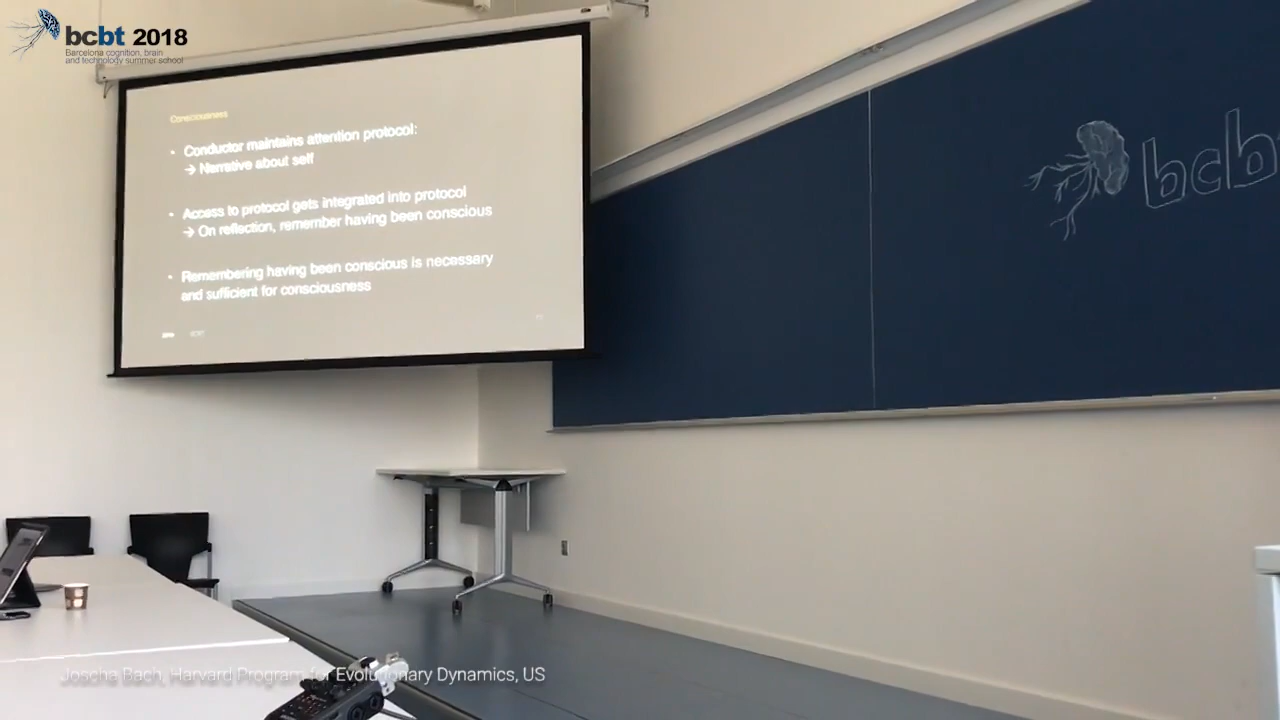 bcbt 2018
Barcelona cognition, brain
and technology summer school
Consciousness
• Conductor maintains attention protocol:
→ Narrative about self
• Access to protocol gets integrated into protocol
→ On reflection, remember having been conscious
• Remembering having been conscious is necessary
and sufficient for consciousness
bcb
Joscha Bach, Harvard Program for Evolutionary Dynamics, US